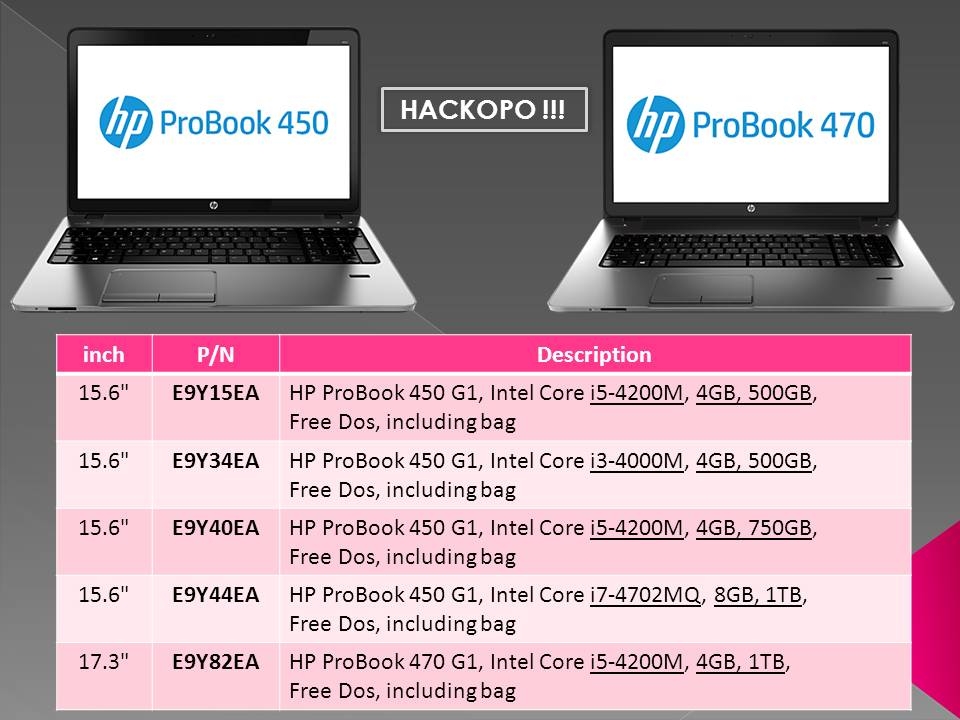 hp ProBook 450
НАСКОРО !!!
hp ProBook 470
hp
hp
inch P/N Description
15.6" E9Y15EA HP ProBook 450 G1, Intel Core i5-4200M, 4GB, 500GB,
Free Dos, including bag
15.6" E9Y34EA HP ProBook 450 G1, Intel Core i3-4000M, 4GB, 500GB,
Free Dos, including bag
15.6" E9Y40EA HP ProBook 450 G1, Intel Core i5-4200M, 4GB, 750GB,
Free Dos, including bag
15.6" E9Y44EA HP ProBook 450 G1, Intel Core i7-4702MQ, 8GB, 1TB,
Free Dos, including bag
17.3" E9Y82EA HP ProBook 470 G1, Intel Core i5-4200M, 4GB, 1TB,
Free Dos, including bag